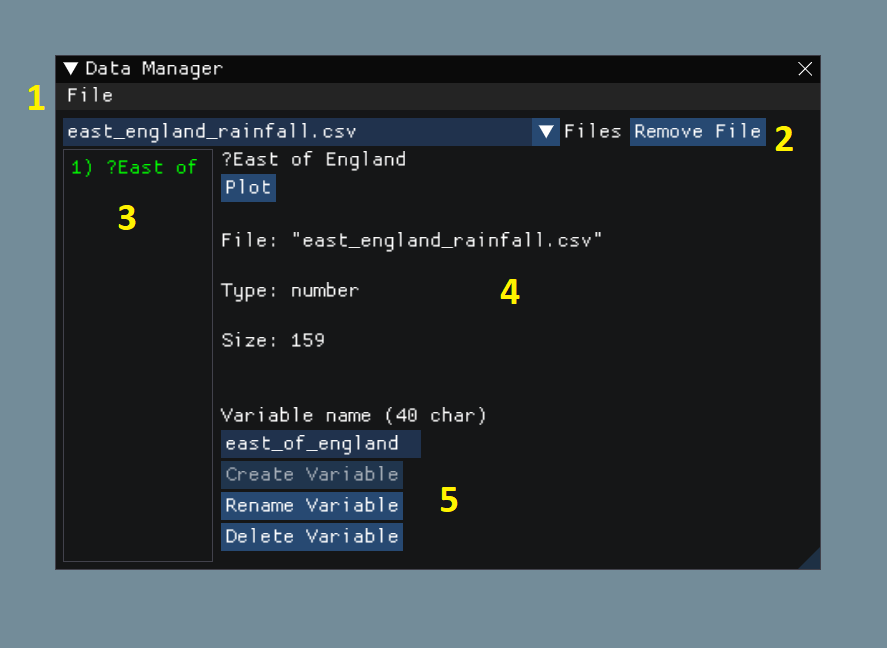 Data Manager
1
File
east_england_rainfall.csv Files Remove File
2
1) ?East of
3
?East of England
Plot
File: "east_england_rainfall.csv"
4
Type: number
Size: 159
Variable name (40 char)
east_of_england
Create Variable
5
Rename Variable
Delete Variable